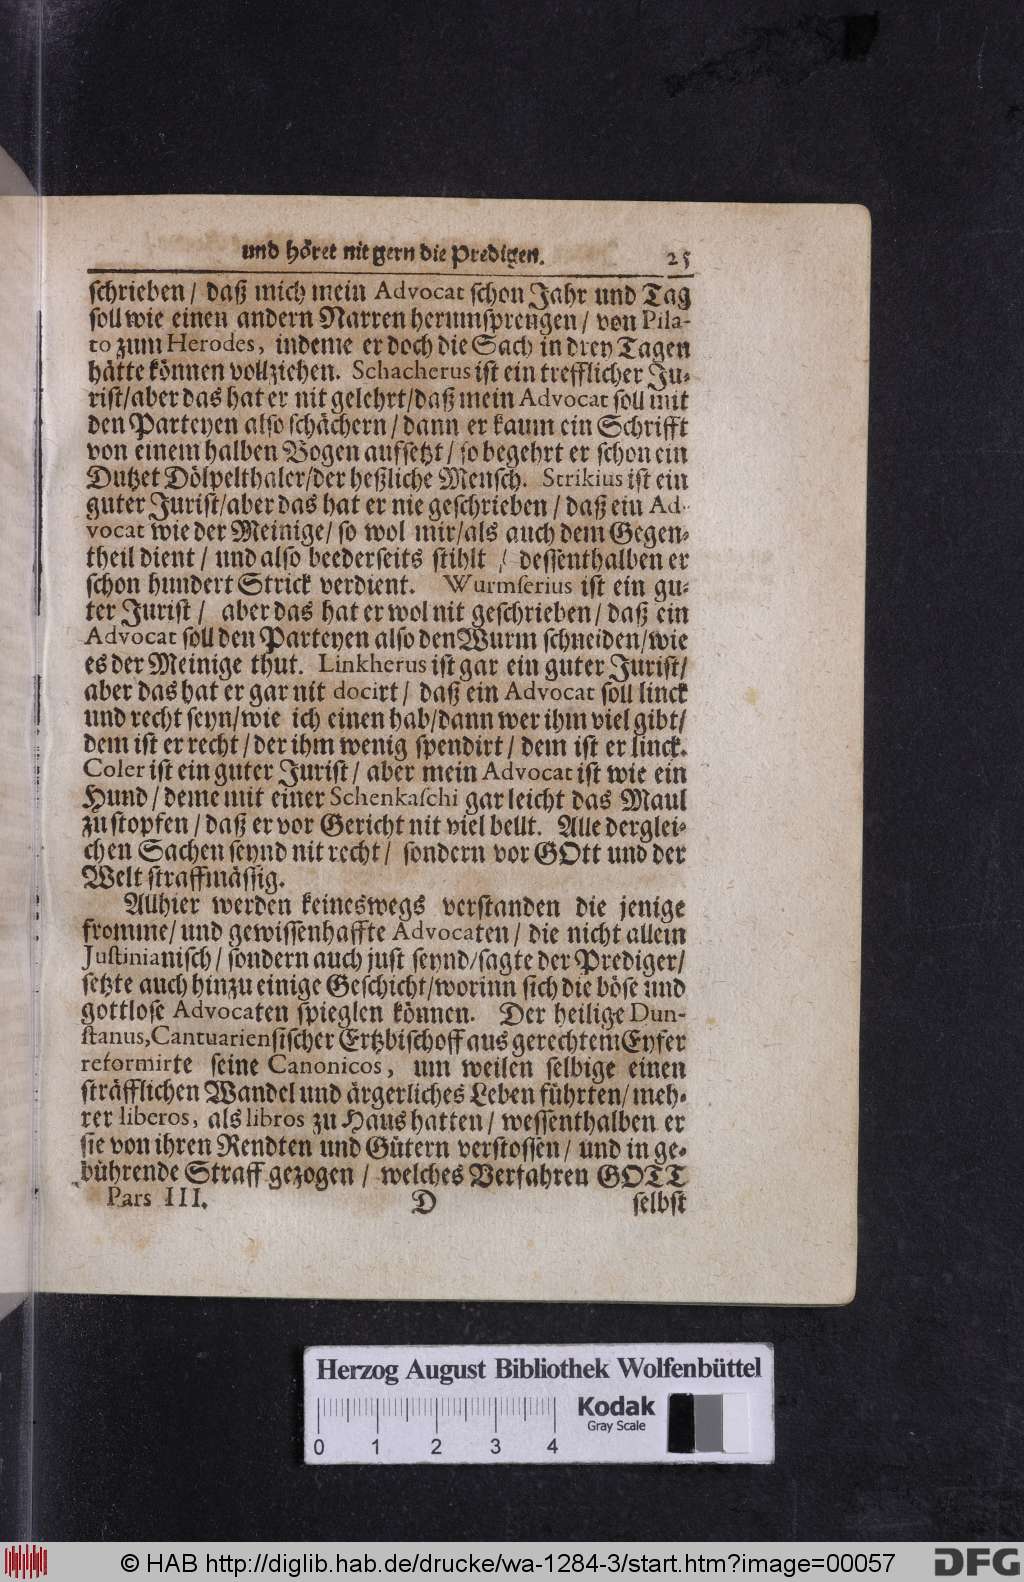 und höret nit gern die Predigen. 25
schrieben / daß mich mein Advocat schon Jahr und Tag
soll wie einen andern Narren herumsprengen / von Pila-
to zum Herodes, indeme er doch die Sach in drey Tagen
hätte können vollziehen. Schacherus ist ein trefflicher Ju-
rist/aber das hat er nit gelehrt/daß mein Advocat soll mit
den Parteyen also schächern / dann er kaum ein Schrifft
von einem halben Bogen aufsetzt / so begehrt er schon ein
Dutzet Dölpelthaler/der heßliche Mensch. Strikius ist ein
guter Jurist/aber das hat er nie geschrieben / daß ein Ad-
vocat wie der Meinige/ so wol mir/als auch dem Gegen-
theil dient / und also beederseits stihlt / dessenthalben er
schon hundert Strick verdient. Wurmserius ist ein gu-
ter Jurist / aber das hat er wol nit geschrieben / daß ein
Advocat soll den Parteyen also den Wurm schneiden/wie
es der Meinige thut. Linkherus ist gar ein guter Jurist/
aber das hat er gar nit docirt / daß ein Advocat soll linck
und recht seyn/wie ich einen hab/dann wer ihm viel gibt/
dem ist er recht / der ihm wenig spendirt / dem ist er linck.
Coler ist ein guter Jurist / aber mein Advocat ist wie ein
Hund / deme mit einer Schenkaschi gar leicht das Maul
zu stopfen / daß er vor Gericht nit viel bellt. Alle derglei-
chen Sachen seynd nit recht / sondern vor GOtt und der
Welt straffmässig.
Allhier werden keineswegs verstanden die jenige
fromme/ und gewissenhaffte Advocaten / die nicht allein
Justinianisch / sondern auch just seynd/sagte der Prediger/
setzte auch hinzu einige Geschicht/worinn sich die böse und
gottlose Advocaten spieglen können. Der heilige Dun-
stanus, Cantuariensischer Ertzbischoff aus gerechtem Eyfer
reformirte seine Canonicos, um weilen selbige einen
sträfflichen Wandel und ärgerliches Leben führten/ meh-
rer liberos, als libros zu Haus hatten / wessenthalben er
sie von ihren Rendten und Gütern verstossen / und in ge-
bührende Straff gezogen / welches Verfahren GOTT
Pars III. D selbst
Herzog August Bibliothek Wolfenbüttel
Kodak
Gray Scale
0 1 2 3 4
© HAB http://diglib.hab.de/drucke/wa-1284-3/start.htm?image=00057
DFG